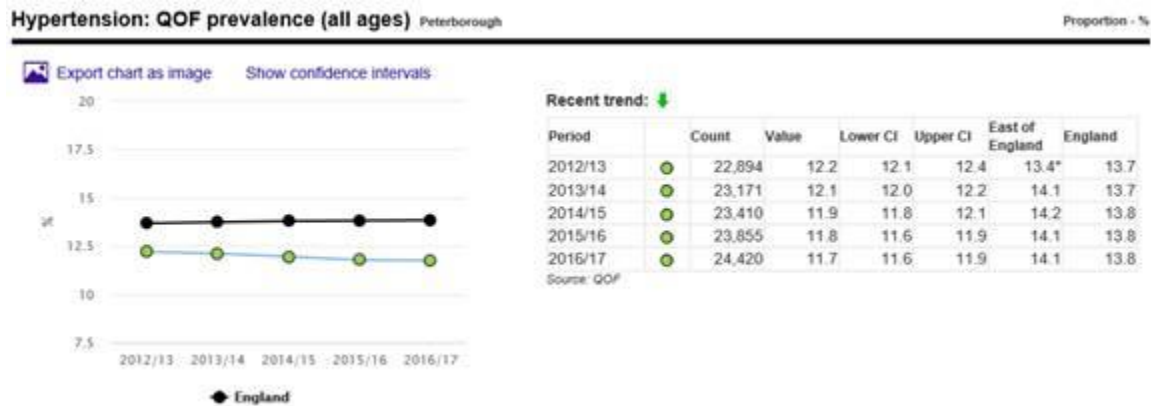 Hypertension: QOF prevalence (all ages) Peterborough Proportion - %
Export chart as image Show confidence intervals
20
17.5
15
%
12.5
10
7.5
2012/13 2013/14 2014/15 2015/16 2016/17
England
Recent trend:
Period Count Value Lower CI Upper CI East of England England
2012/13 22,894 12.2 12.1 12.4 13.4* 13.7
2013/14 23,171 12.1 12.0 12.2 14.1 13.7
2014/15 23,410 11.9 11.8 12.1 14.2 13.8
2015/16 23,855 11.8 11.6 11.9 14.1 13.8
2016/17 24,420 11.7 11.6 11.9 14.1 13.8
Source: QOF